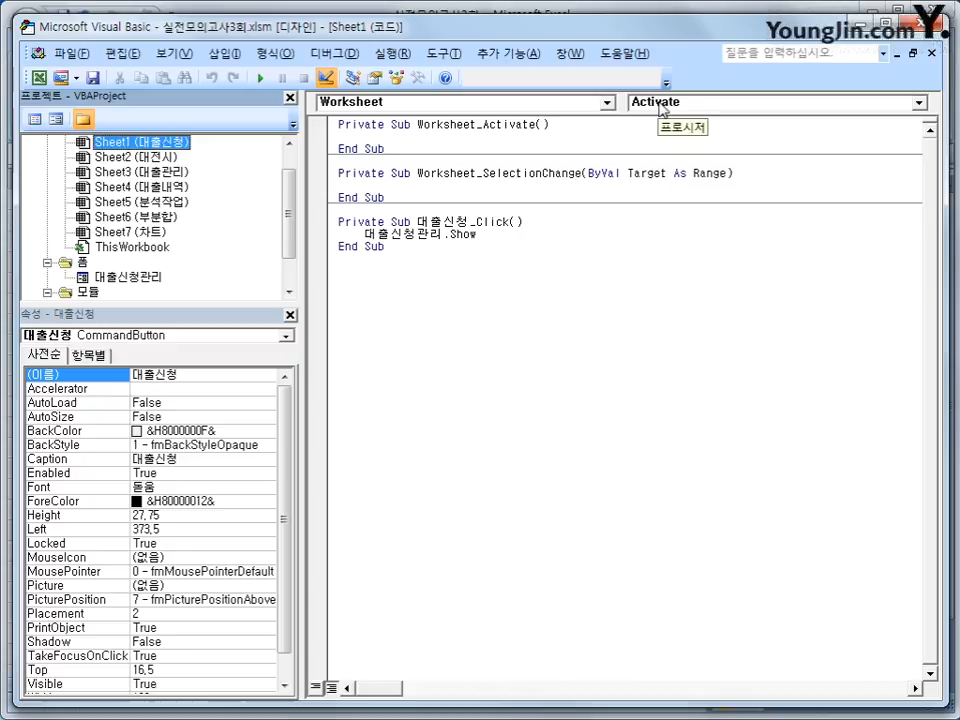 Microsoft Visual Basic - 실전모의고사3회.xlsm [디자인] - [Sheet1 (코드)]
YoungJin.com Y.
파일(F) 편집(E) 보기(V) 삽입(I) 형식(O) 디버그(D) 실행(R) 도구(T) 추가 기능(A) 창(W) 도움말(H)
질문을 입력하십시오.
프로젝트 - VBAProject
Sheet1 (대출신청)
Sheet2 (대전시)
Sheet3 (대출관리)
Sheet4 (대출내역)
Sheet5 (분석작업)
Sheet6 (부분합)
Sheet7 (차트)
ThisWorkbook
폼
대출신청관리
모듈
속성 - 대출신청
대출신청 CommandButton
사전순 항목별
(이름) 대출신청
Accelerator
AutoLoad False
AutoSize False
BackColor &H8000000F&
BackStyle 1 - fmBackStyleOpaque
Caption 대출신청
Enabled True
Font 돋움
ForeColor &H80000012&
Height 27,75
Left 373,5
Locked True
MouseIcon (없음)
MousePointer 0 - fmMousePointerDefault
Picture (없음)
PicturePosition 7 - fmPicturePositionAbove
Placement 2
PrintObject True
Shadow False
TakeFocusOnClick True
Top 16,5
Visible True
Worksheet
Activate
프로시저
Private Sub Worksheet_Activate()
End Sub
Private Sub Worksheet_SelectionChange(ByVal Target As Range)
End Sub
Private Sub 대출신청_Click()
대출신청관리.Show
End Sub